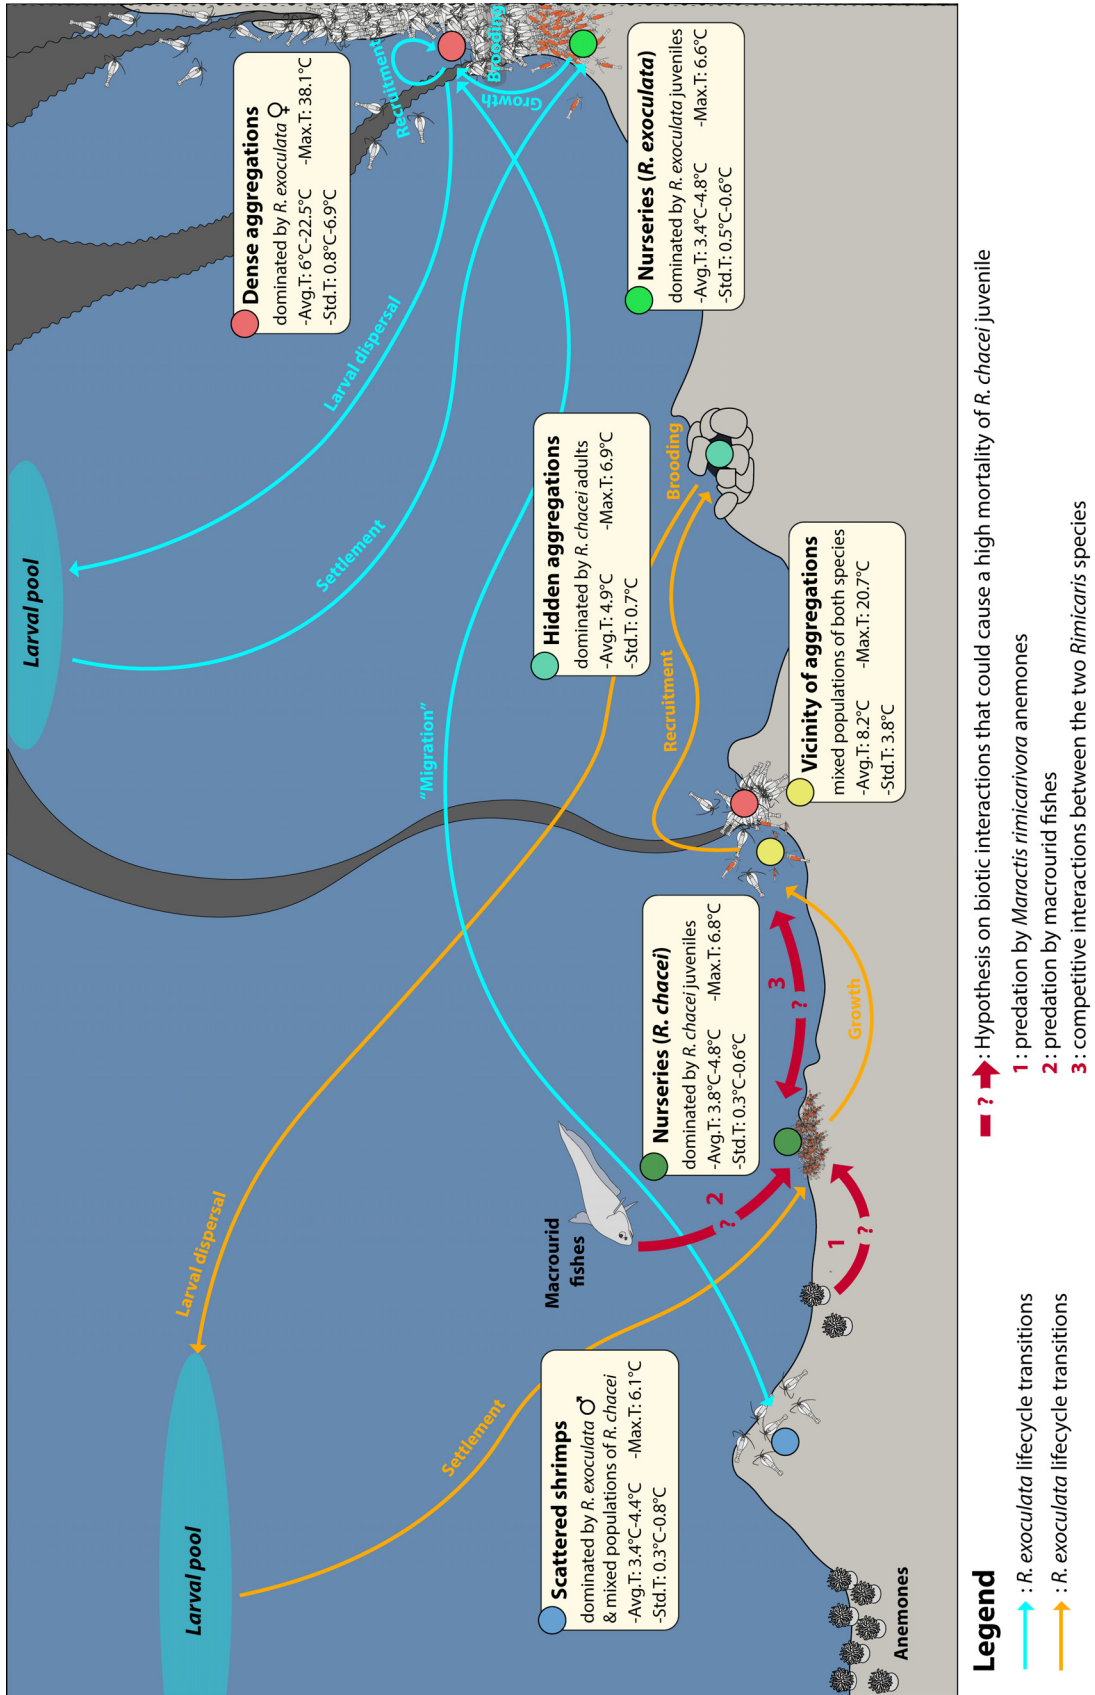 Larval pool
Larval pool
Larval dispersal
Settlement
Larval dispersal
Settlement
"Migration"
Recruitment
Brooding
Growth
Dense aggregations
dominated by R. exoculata ♀
-Avg.T: 6°C-22.5°C -Max.T: 38.1°C
-Std.T: 0.8°C-6.9°C
Nurseries (R. exoculata)
dominated by R. exoculata juveniles
-Avg.T: 3.4°C-4.8°C -Max.T: 6.6°C
-Std.T: 0.5°C-0.6°C
Hidden aggregations
dominated by R. chacei adults
-Avg.T: 4.9°C -Max.T: 6.9°C
-Std.T: 0.7°C
Brooding
Recruitment
Vicinity of aggregations
mixed populations of both species
-Avg.T: 8.2°C -Max.T: 20.7°C
-Std.T: 3.8°C
Nurseries (R. chacei)
dominated by R. chacei juveniles
-Avg.T: 3.8°C-4.8°C -Max.T: 6.8°C
-Std.T: 0.3°C-0.6°C
Growth
Macrourid
fishes
? 2
? 3
1 ?
Scattered shrimps
dominated by R. exoculata ♂
& mixed populations of R. chacei
-Avg.T: 3.4°C-4.4°C -Max.T: 6.1°C
-Std.T: 0.3°C-0.8°C
Anemones
Legend
: R. exoculata lifecycle transitions
: R. exoculata lifecycle transitions
? : Hypothesis on biotic interactions that could cause a high mortality of R. chacei juvenile
1 : predation by Maractis rimicarivora anemones
2 : predation by macrourid fishes
3 : competitive interactions between the two Rimicaris species